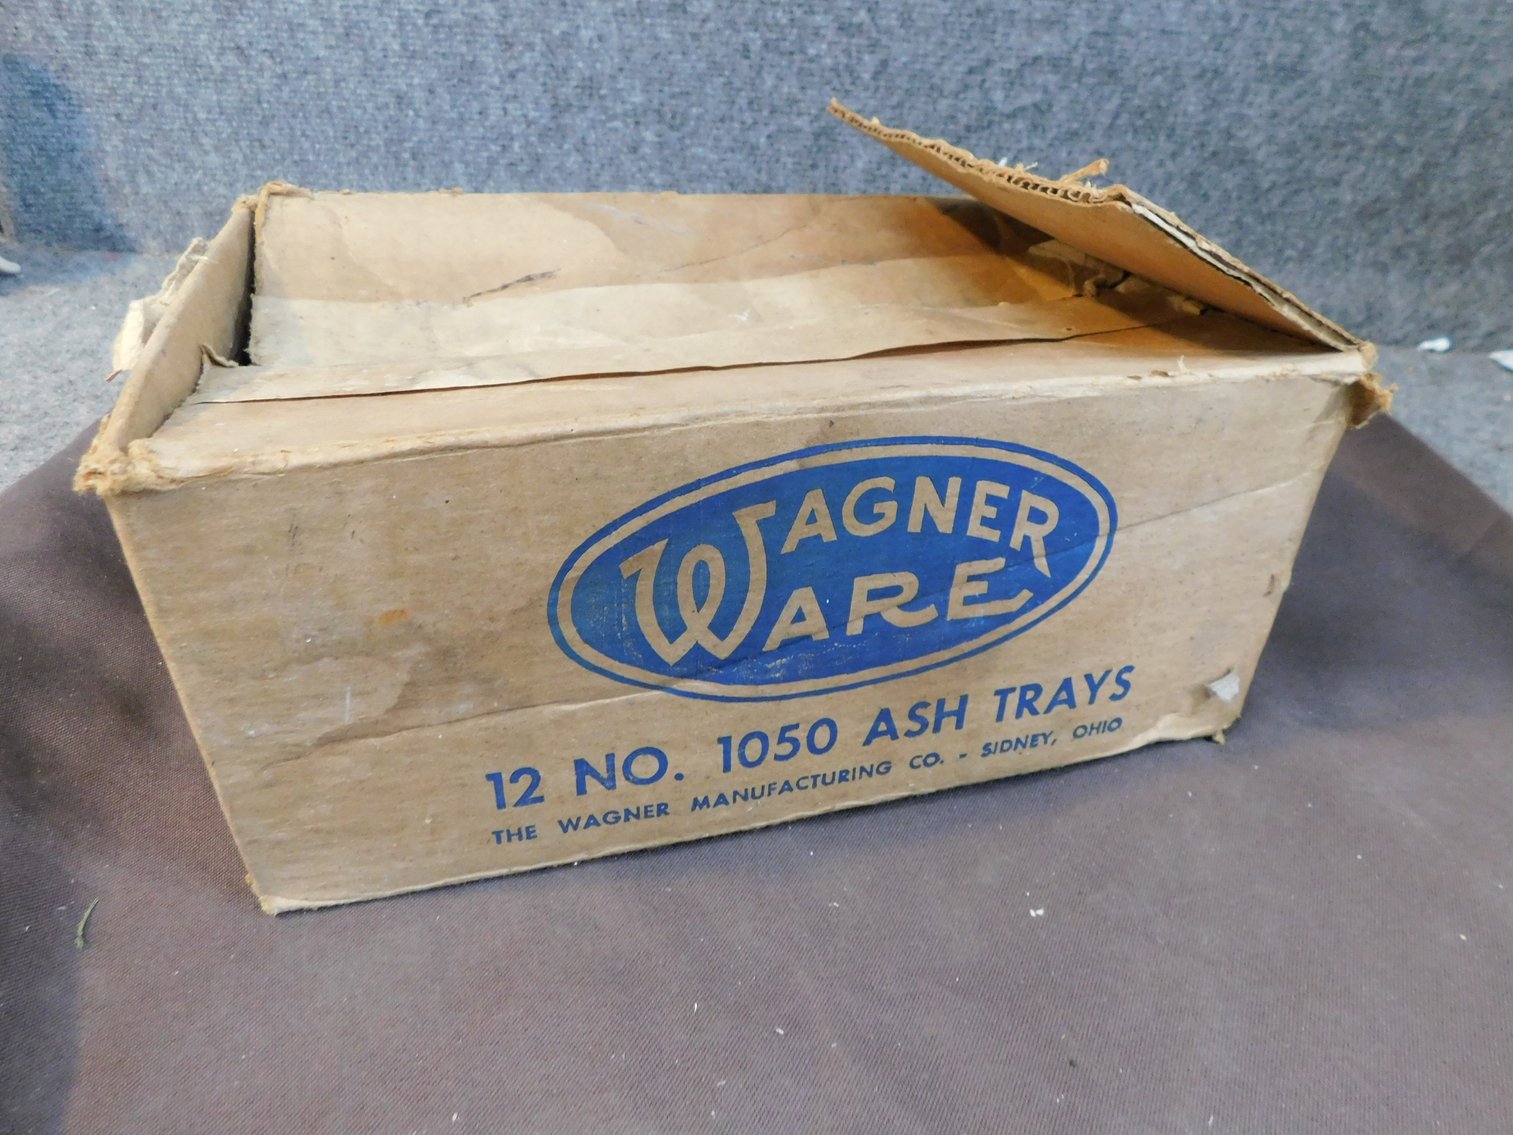 WAGNER
WARE
12 NO. 1050 ASH TRAYS
THE WAGNER MANUFACTURING CO. - SIDNEY, OHIO